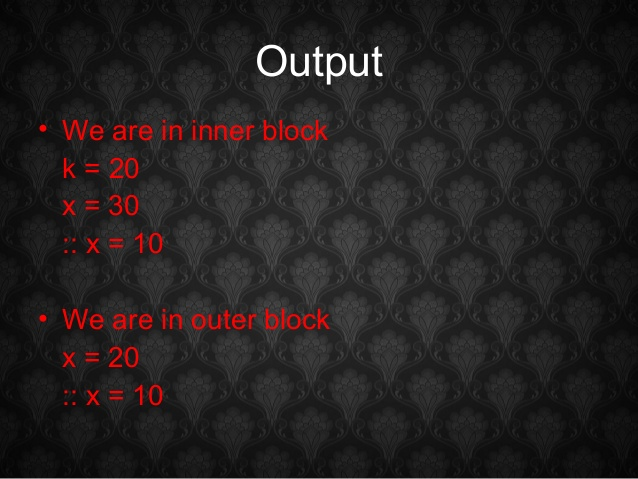 Output
• We are in inner block
k = 20
x = 30
:: x = 10
• We are in outer block
x = 20
:: x = 10